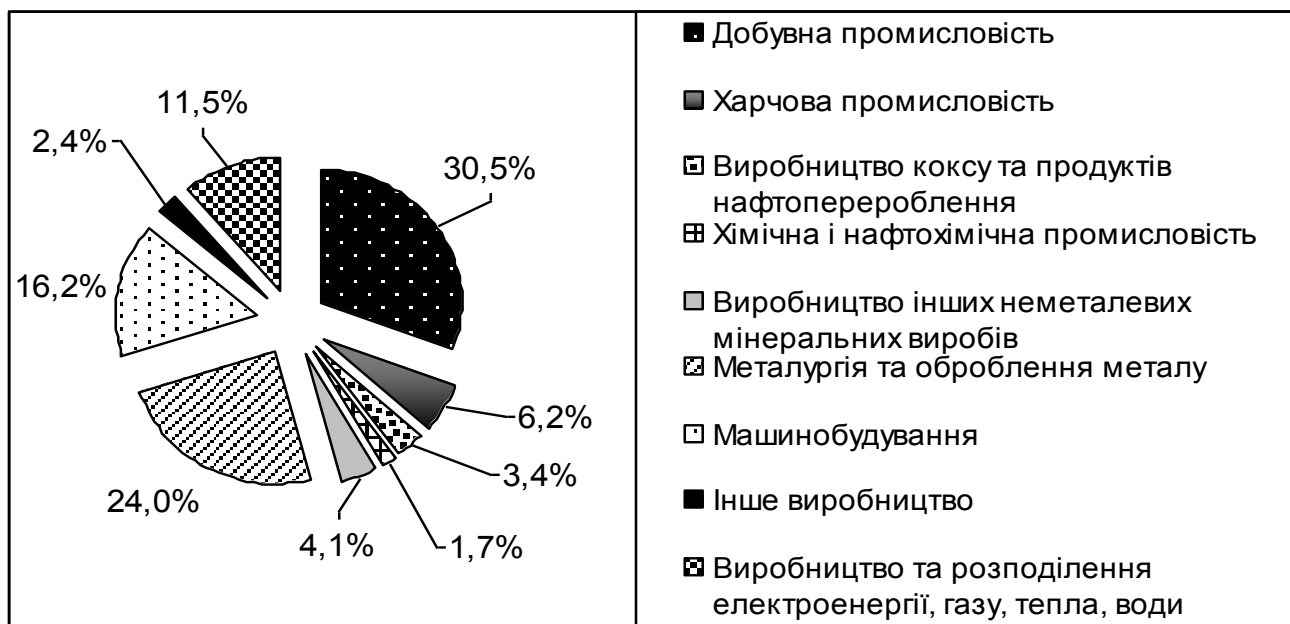 11,5%
2,4%
30,5%
16,2%
6,2%
3,4%
24,0%
4,1%
1,7%
Добувна промисловість
Харчова промисловість
Виробництво коксу та продуктів
нафтоперероблення
Хімічна і нафтохімічна промисловість
Виробництво інших неметалевих
мінеральних виробів
Металургія та оброблення металу
Машинобудування
Інше виробництво
Виробництво та розподілення
електроенергії, газу, тепла, води